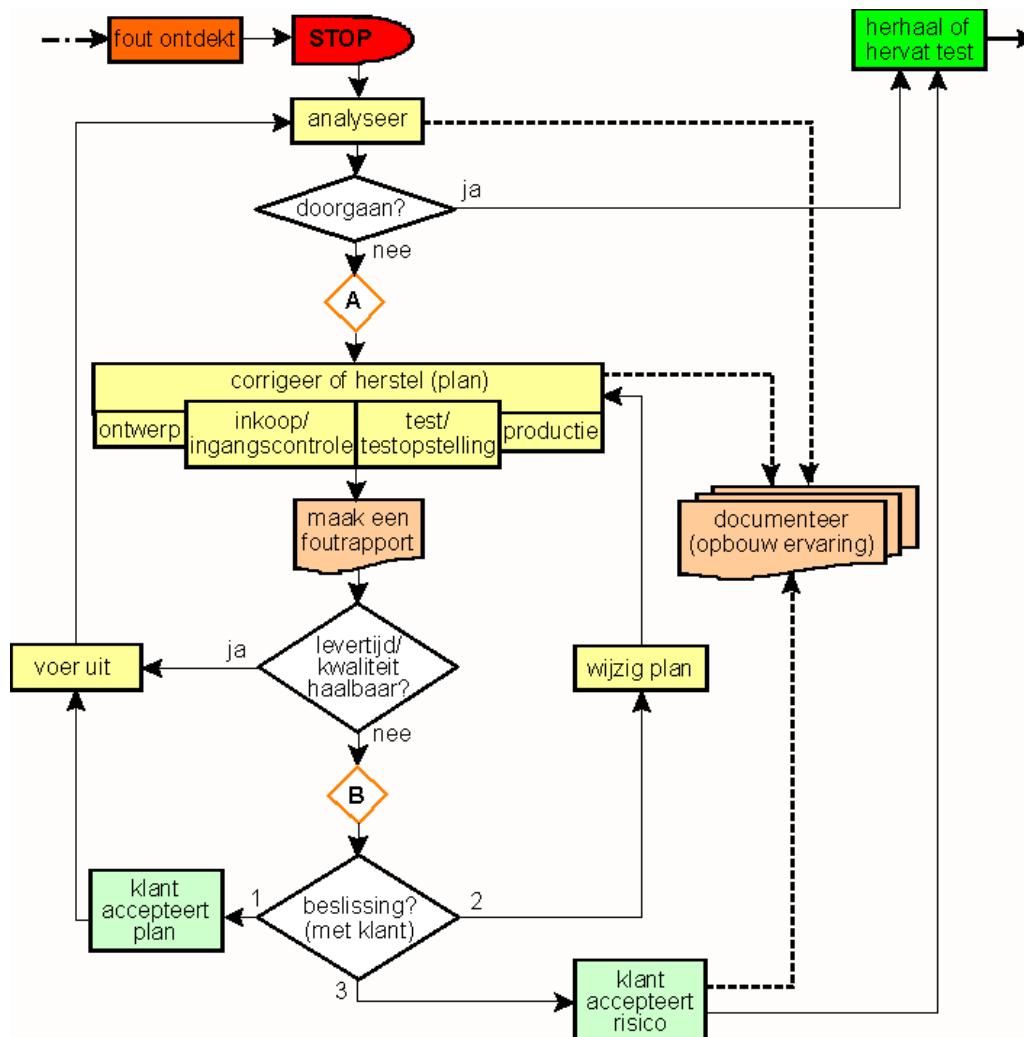 fout ontdekt
STOP
herhaal of
hervat test
analyseer
ja
doorgaan?
nee
A
corrigeer of herstel (plan)
ontwerp
inkoop/
ingangscontrole
test/
testopstelling
productie
maak een
foutrapport
documenteer
(opbouw ervaring)
levertijd/
kwaliteit
haalbaar?
ja
voer uit
wijzig plan
nee
B
klant
accepteert
plan
1
beslissing?
(met klant)
2
3
klant
accepteert
risico